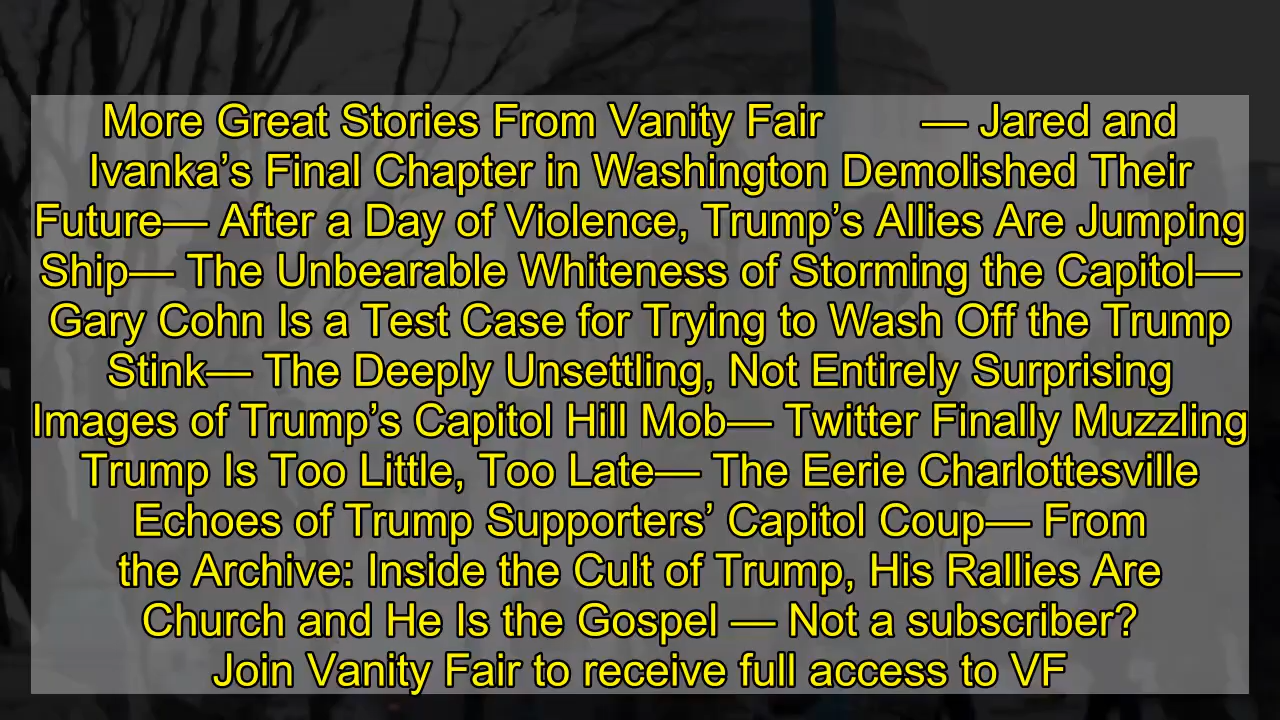 More Great Stories From Vanity Fair — Jared and
Ivanka’s Final Chapter in Washington Demolished Their
Future— After a Day of Violence, Trump’s Allies Are Jumping
Ship— The Unbearable Whiteness of Storming the Capitol—
Gary Cohn Is a Test Case for Trying to Wash Off the Trump
Stink— The Deeply Unsettling, Not Entirely Surprising
Images of Trump’s Capitol Hill Mob— Twitter Finally Muzzling
Trump Is Too Little, Too Late— The Eerie Charlottesville
Echoes of Trump Supporters’ Capitol Coup— From
the Archive: Inside the Cult of Trump, His Rallies Are
Church and He Is the Gospel — Not a subscriber?
Join Vanity Fair to receive full access to VF